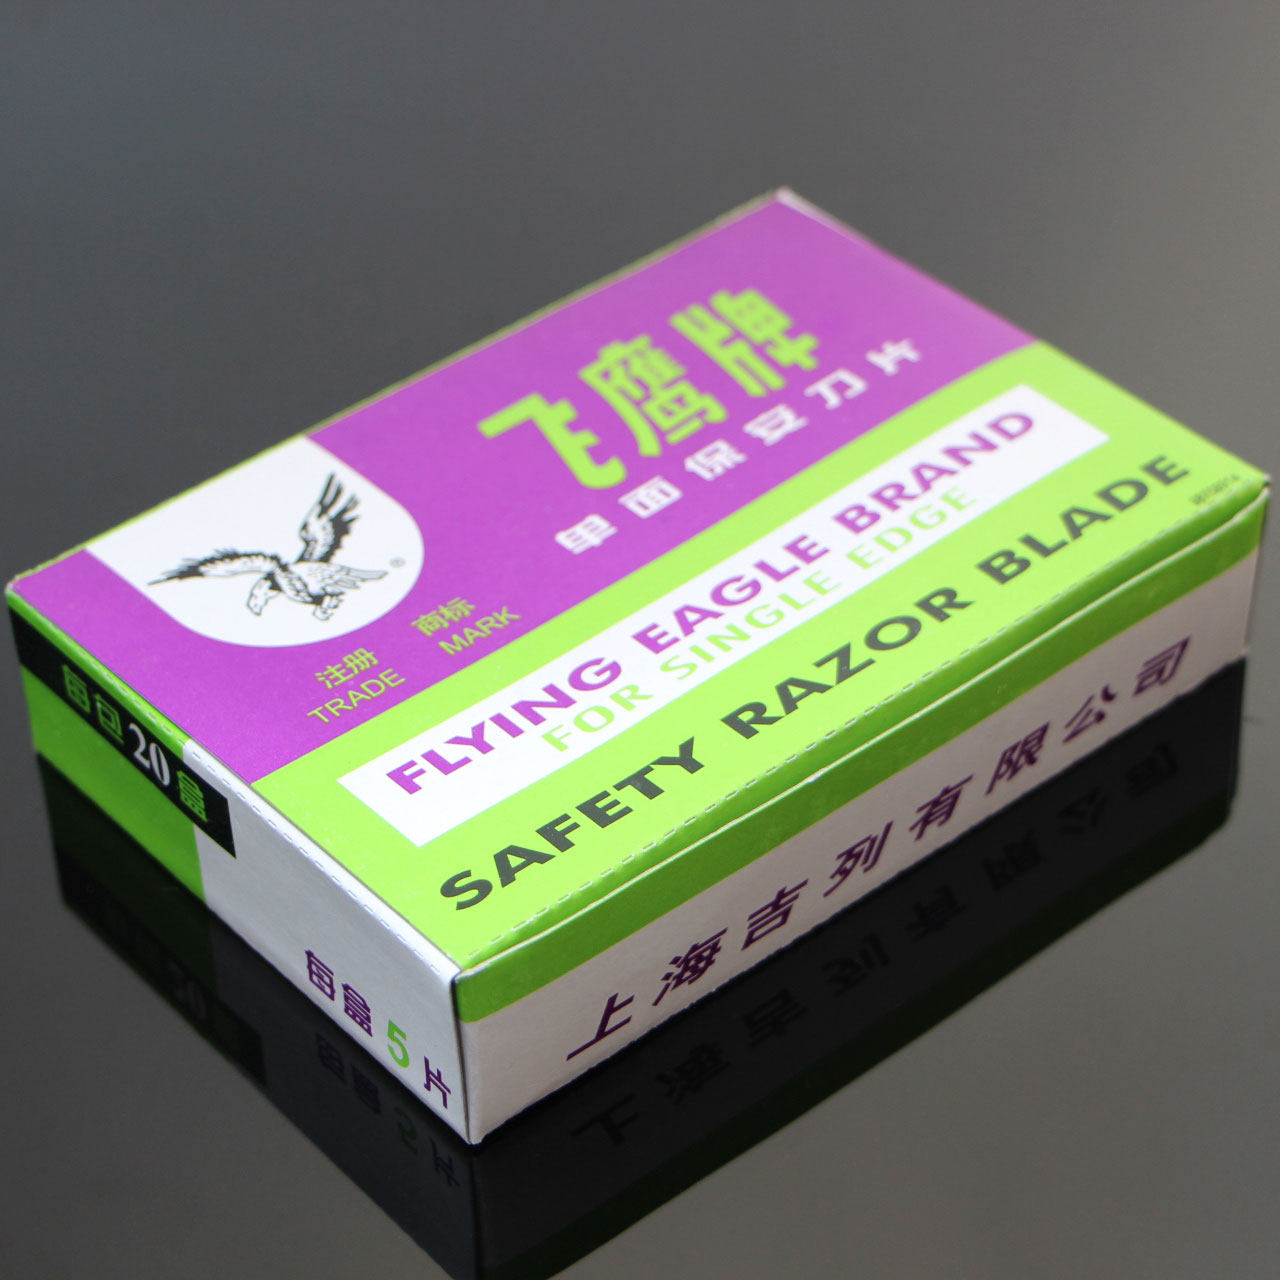 飞鹰牌
单面保安刀片
®
注册 商标
TRADE MARK
FLYING EAGLE BRAND
FOR SINGLE EDGE
SAFETY RAZOR BLADE
每包20盒
每盒5片
上海吉列有限公司